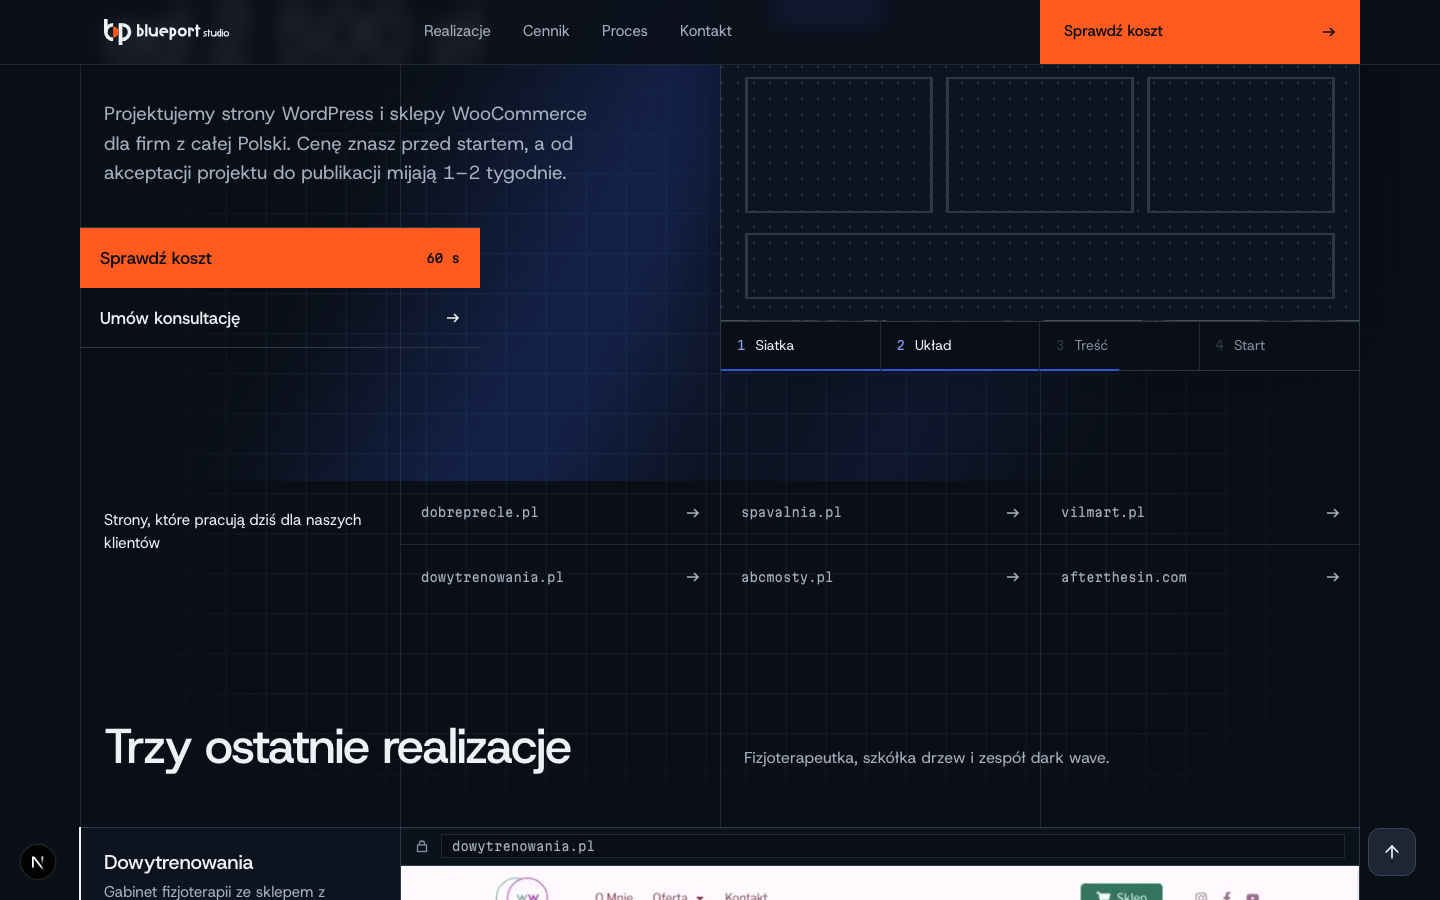 blueport studio
Realizacje
Cennik
Proces
Kontakt
Sprawdź koszt
Projektujemy strony WordPress i sklepy WooCommerce
dla firm z całej Polski. Cenę znasz przed startem, a od
akceptacji projektu do publikacji mijają 1–2 tygodnie.
Sprawdź koszt
60 s
Umów konsultację
1 Siatka
2 Układ
3 Treść
4 Start
Strony, które pracują dziś dla naszych
klientów
dobreprecle.pl
spavalnia.pl
vilmart.pl
dowytrenowania.pl
abcmosty.pl
afterthesin.com
Trzy ostatnie realizacje
Fizjoterapeutka, szkółka drzew i zespół dark wave.
Dowytrenowania
Gabinet fizjoterapii ze sklepem z
dowytrenowania.pl
O Mnie
Oferta
Kontakt
Sklep